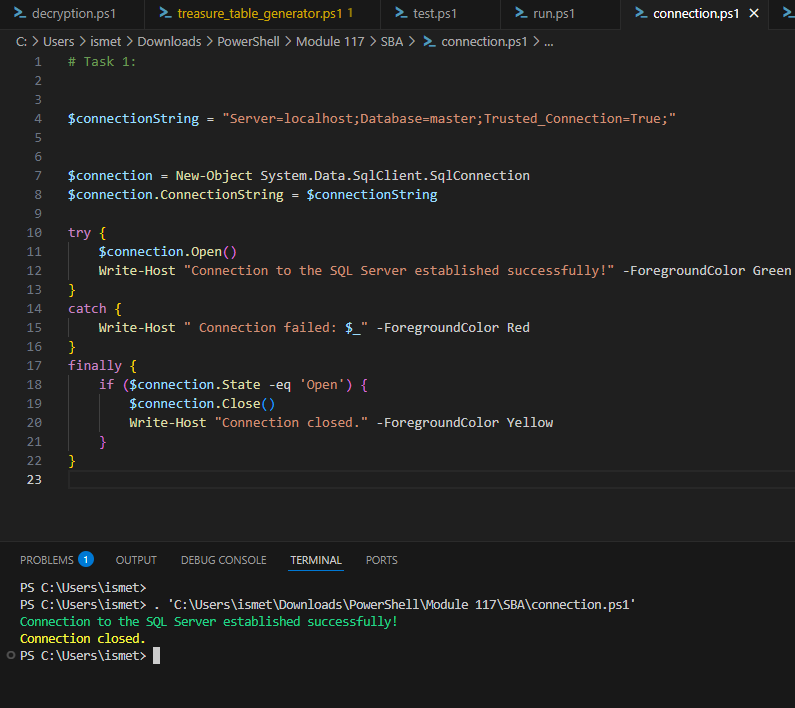 decryption.ps1 treasure_table_generator.ps1 1 test.ps1 run.ps1 connection.ps1
C: > Users > ismet > Downloads > PowerShell > Module 117 > SBA > connection.ps1 > ...
1 # Task 1:
2
3
4 $connectionString = "Server=localhost;Database=master;Trusted_Connection=True;"
5
6
7 $connection = New-Object System.Data.SqlClient.SqlConnection
8 $connection.ConnectionString = $connectionString
9
10 try {
11 $connection.Open()
12 Write-Host "Connection to the SQL Server established successfully!" -ForegroundColor Green
13 }
14 catch {
15 Write-Host " Connection failed: $_" -ForegroundColor Red
16 }
17 finally {
18 if ($connection.State -eq 'Open') {
19 $connection.Close()
20 Write-Host "Connection closed." -ForegroundColor Yellow
21 }
22 }
23
PROBLEMS 1 OUTPUT DEBUG CONSOLE TERMINAL PORTS
PS C:\Users\ismet>
PS C:\Users\ismet> . 'C:\Users\ismet\Downloads\PowerShell\Module 117\SBA\connection.ps1'
Connection to the SQL Server established successfully!
Connection closed.
PS C:\Users\ismet>